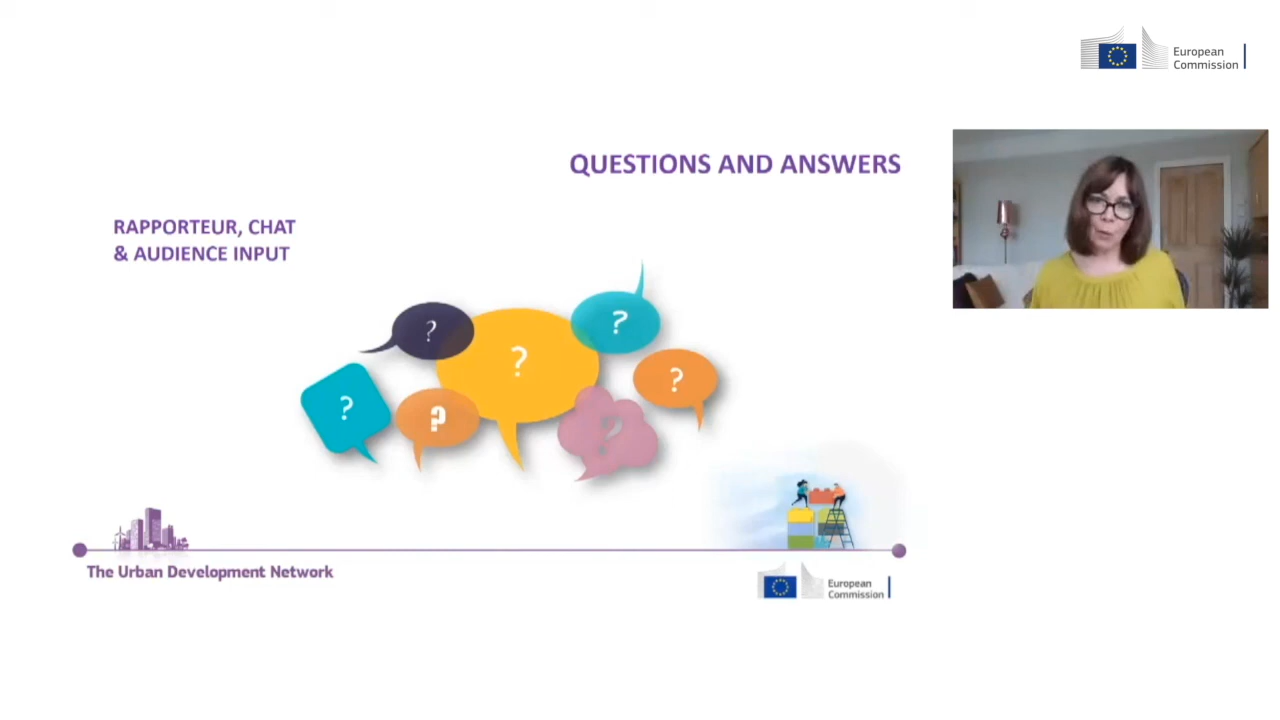 European
Commission
QUESTIONS AND ANSWERS
RAPPORTEUR, CHAT
& AUDIENCE INPUT
?
?
?
?
?
?
?
The Urban Development Network
European
Commission